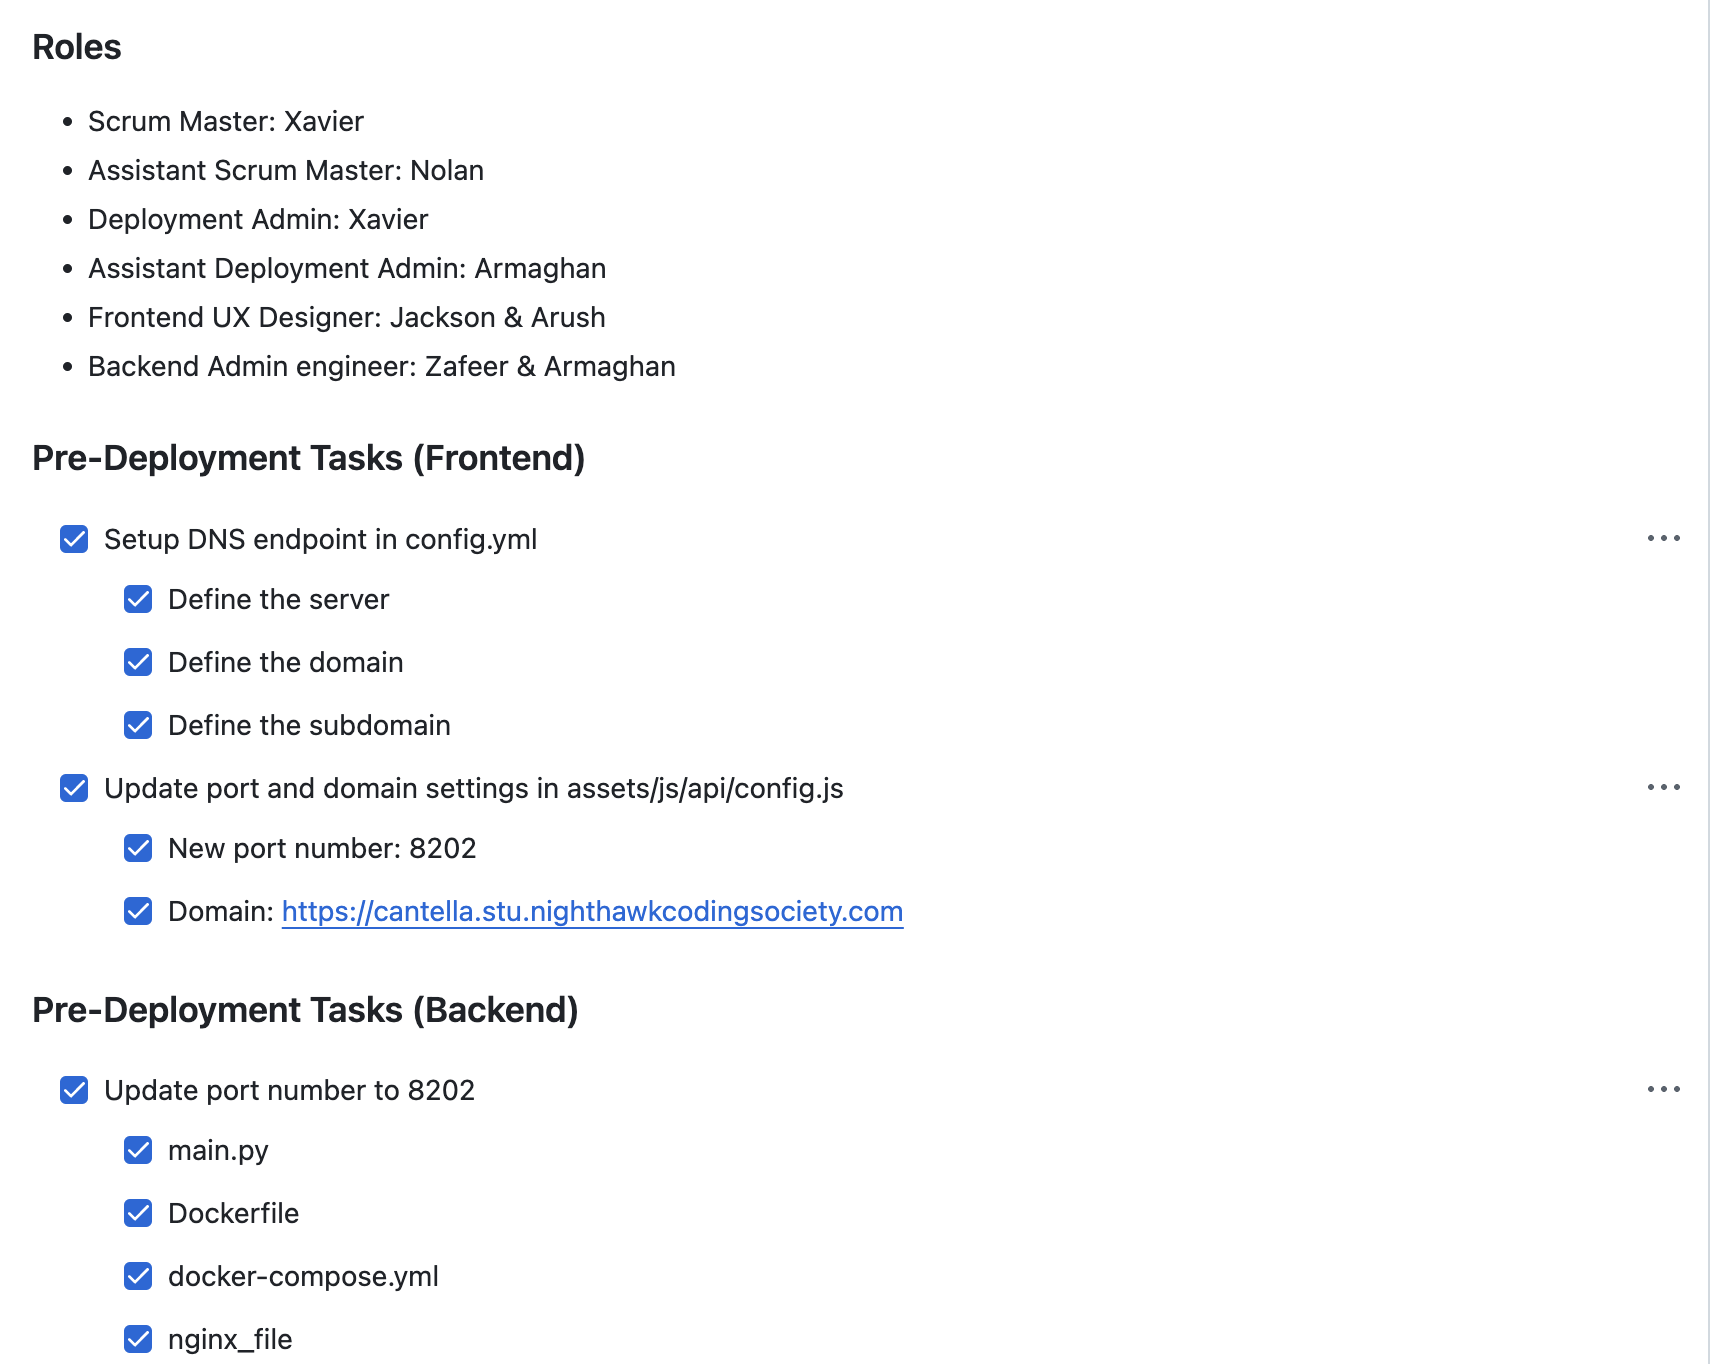 Roles
Scrum Master: Xavier
Assistant Scrum Master: Nolan
Deployment Admin: Xavier
Assistant Deployment Admin: Armaghan
Frontend UX Designer: Jackson & Arush
Backend Admin engineer: Zafeer & Armaghan
Pre-Deployment Tasks (Frontend)
Setup DNS endpoint in config.yml
Define the server
Define the domain
Define the subdomain
Update port and domain settings in assets/js/api/config.js
New port number: 8202
Domain: https://cantella.stu.nighthawkcodingsociety.com
Pre-Deployment Tasks (Backend)
Update port number to 8202
main.py
Dockerfile
docker-compose.yml
nginx_file